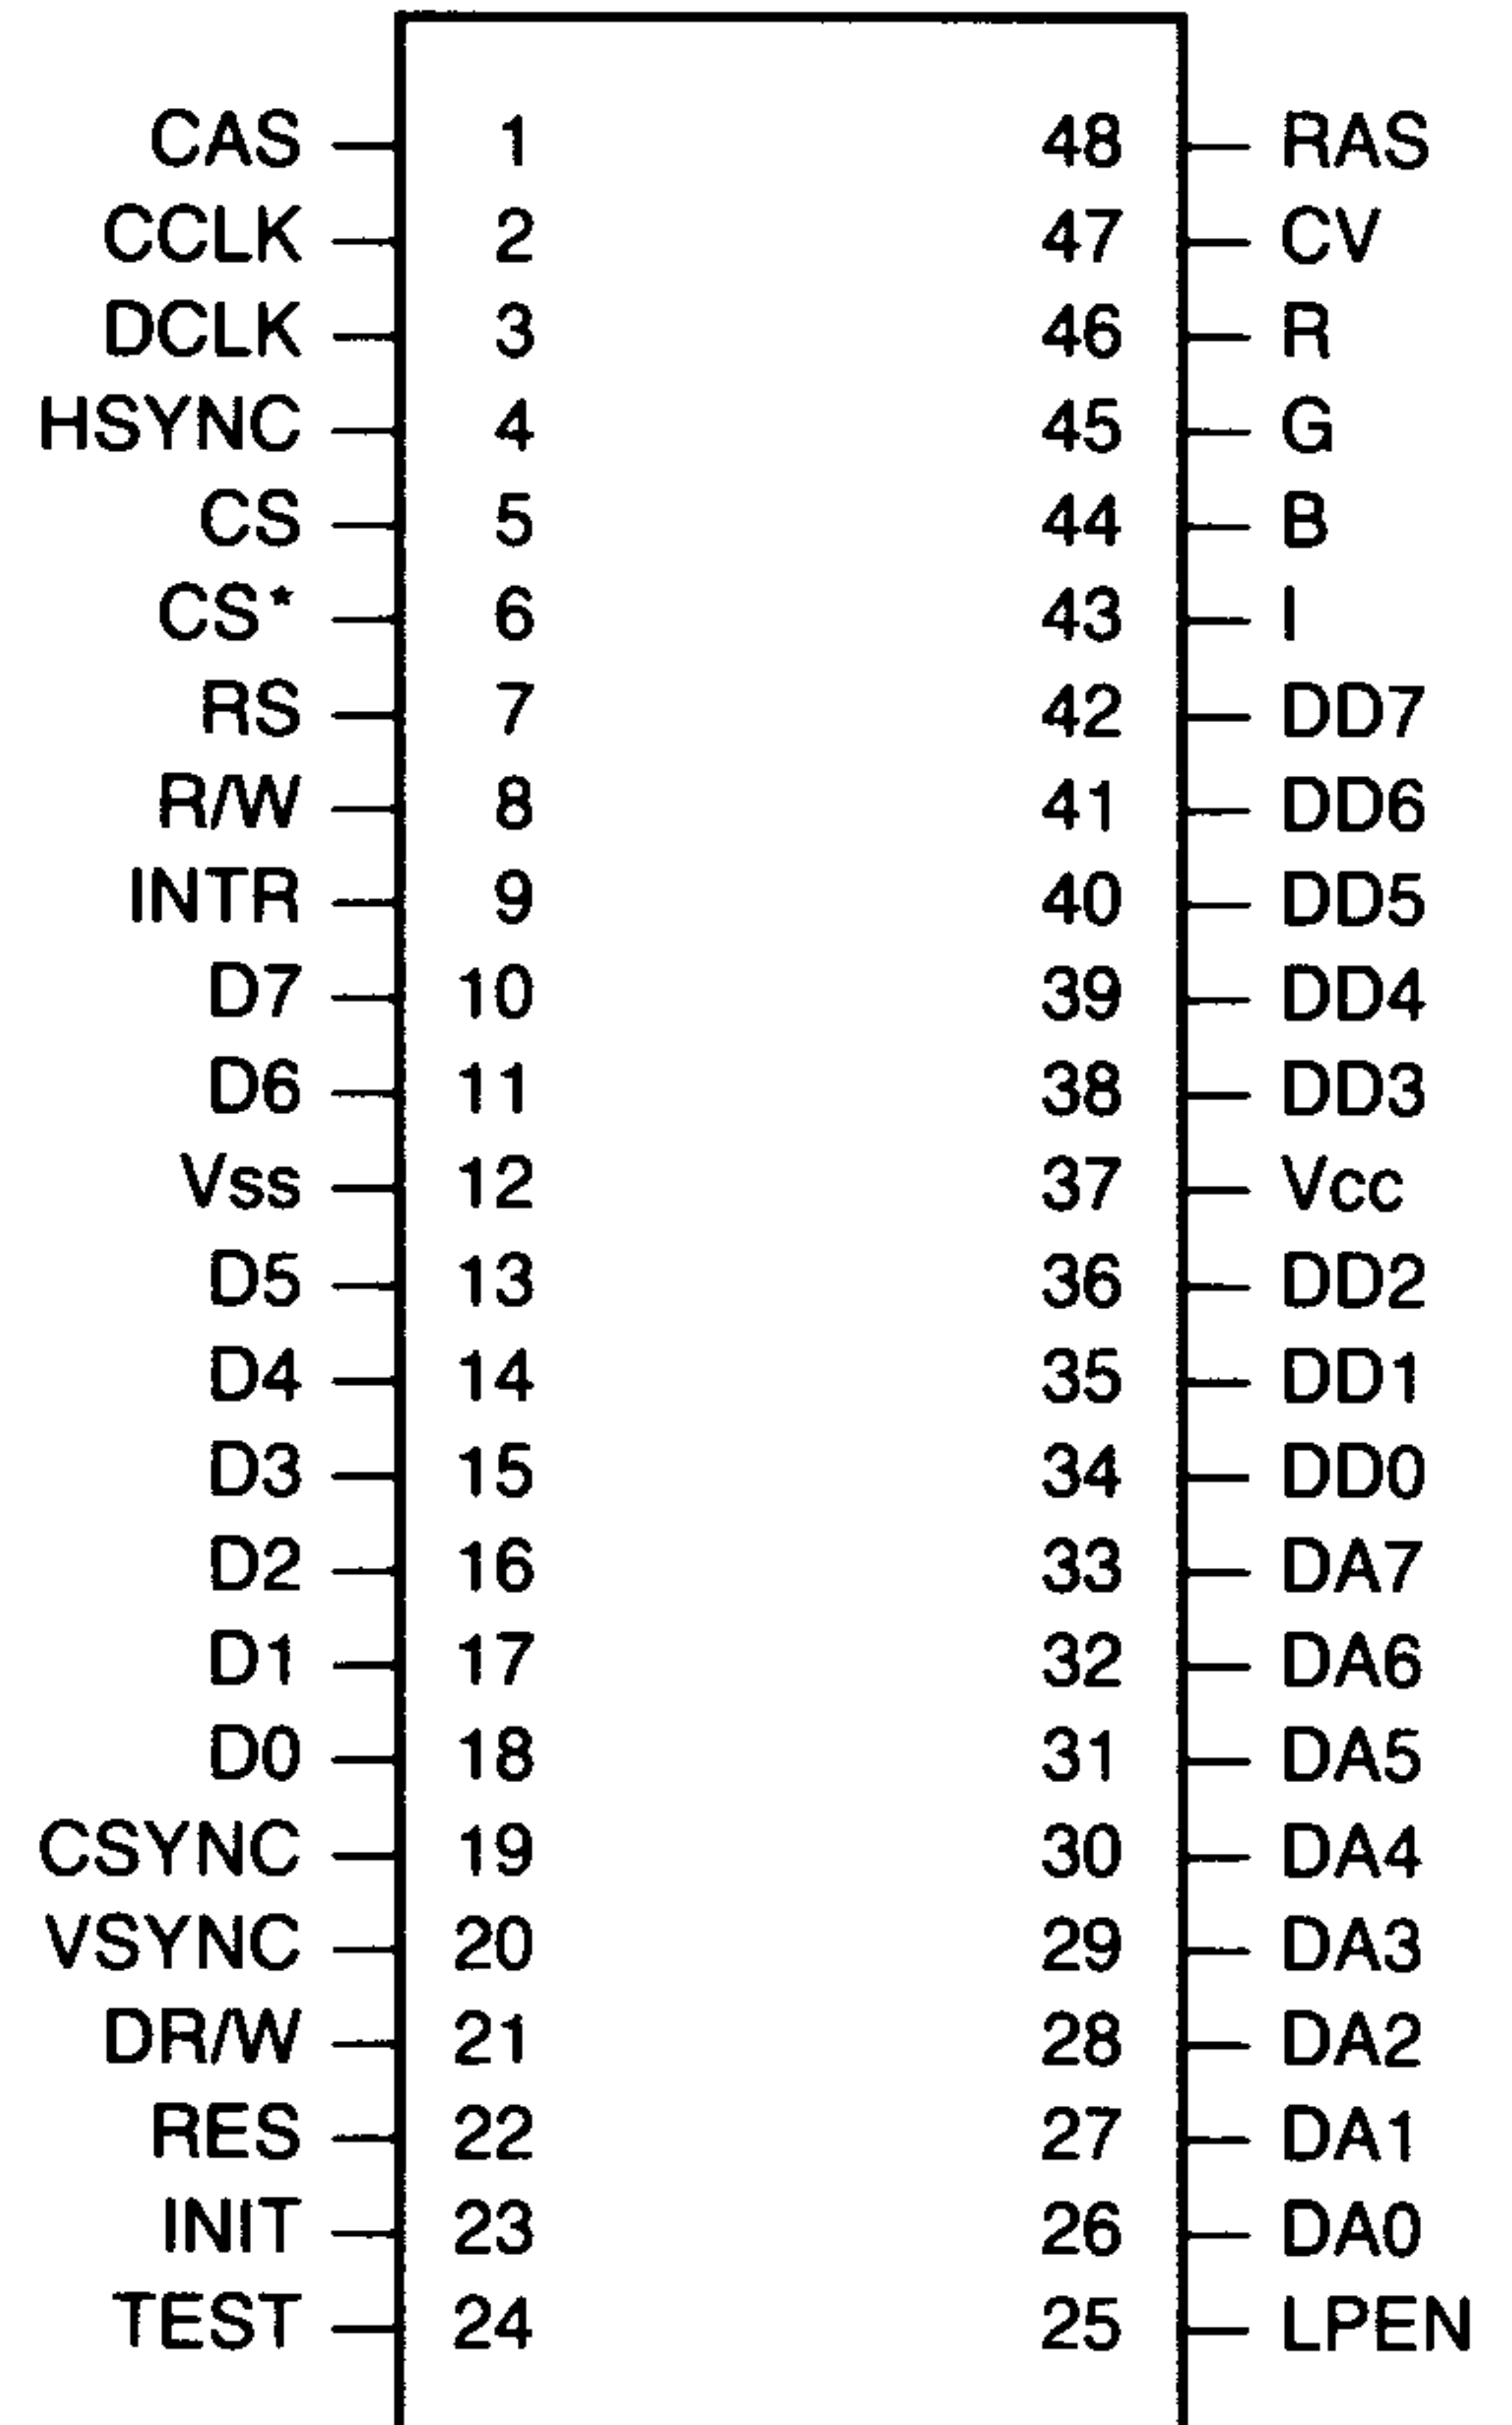 CAS 1 48 RAS
CCLK 2 47 CV
DCLK 3 46 R
HSYNC 4 45 G
CS 5 44 B
CS* 6 43 I
RS 7 42 DD7
R/W 8 41 DD6
INTR 9 40 DD5
D7 10 39 DD4
D6 11 38 DD3
Vss 12 37 Vcc
D5 13 36 DD2
D4 14 35 DD1
D3 15 34 DD0
D2 16 33 DA7
D1 17 32 DA6
D0 18 31 DA5
CSYNC 19 30 DA4
VSYNC 20 29 DA3
DR/W 21 28 DA2
RES 22 27 DA1
INIT 23 26 DA0
TEST 24 25 LPEN